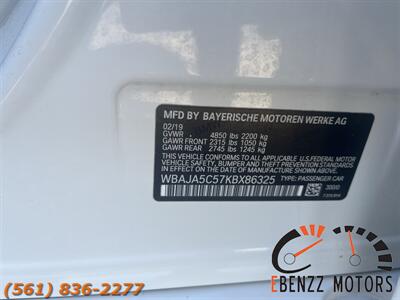 MFD BY BAYERISCHE MOTOREN WERKE AG
02/19
GVWR 4850 lbs 2200 kg
GAWR FRONT 2315 lbs 1050 kg
GAWR REAR 2745 lbs 1245 kg
THIS VEHICLE CONFORMS TO ALL APPLICABLE U.S.FEDERAL MOTOR
VEHICLE SAFETY, BUMPER, AND THEFT PREVENTION STANDARDS
IN EFFECT ON THE DATE OF MANUFACTURE SHOWN ABOVE.
WBAJA5C57KBX86325 TYPE: PASSENGER CAR
300/0
EBENZZ MOTORS
(561) 836-2277